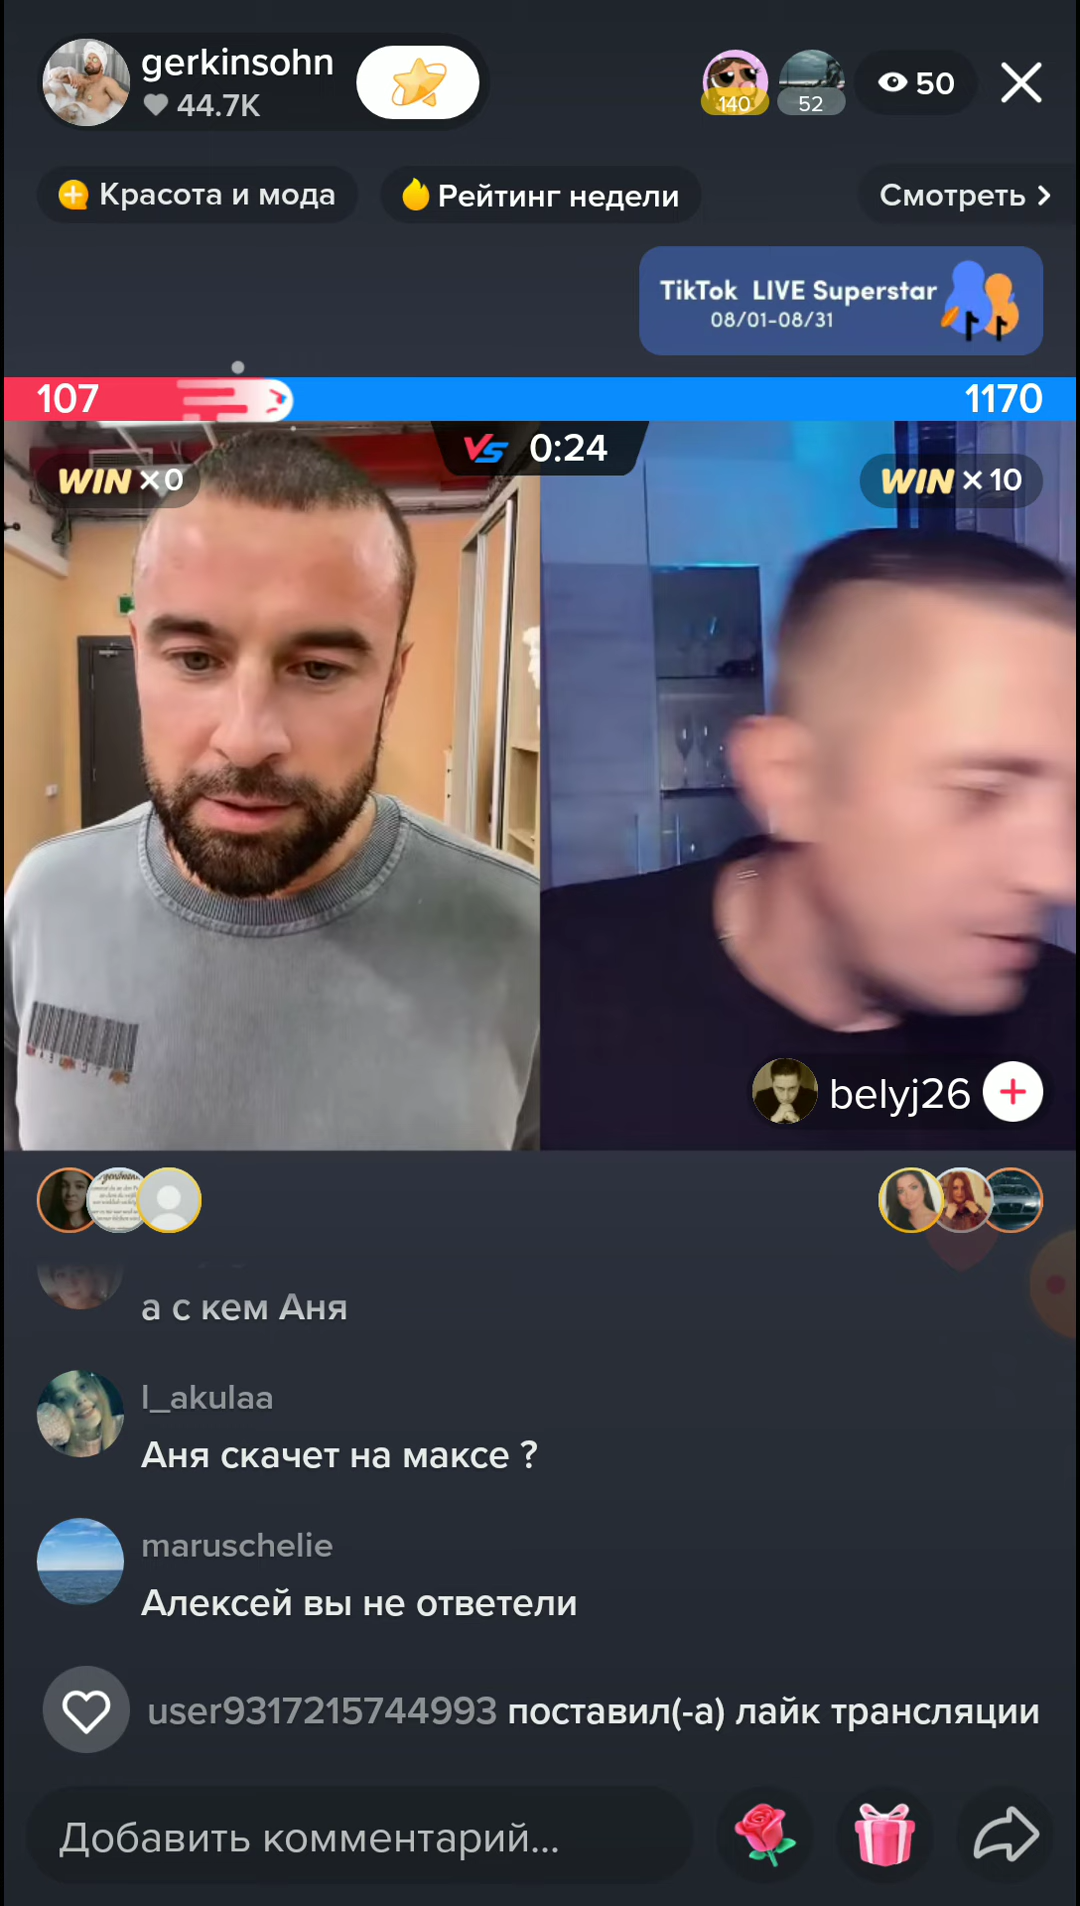 gerkinsohn
44.7K
140
52
50
Красота и мода
Рейтинг недели
Смотреть
TikTok LIVE Superstar
08/01-08/31
107
1170
VS 0:24
WIN ×0
WIN × 10
belyj26
а с кем Аня
l_akulaa
Аня скачет на максе ?
maruschelie
Алексей вы не ответели
user9317215744993 поставил(-а) лайк трансляции
Добавить комментарий...